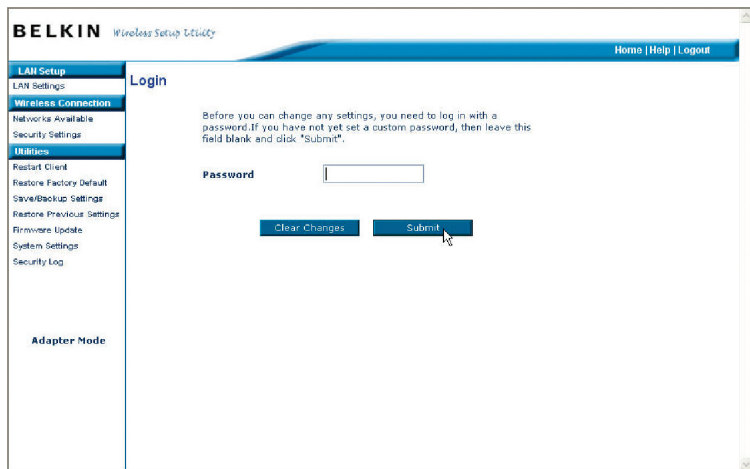 BELKIN Wireless Setup Utility
Home | Help | Logout
LAN Setup
LAN Settings
Wireless Connection
Networks Available
Security Settings
Utilities
Restart Client
Restore Factory Default
Save/Backup Settings
Restore Previous Settings
Firmware Update
System Settings
Security Log
Adapter Mode
Login
Before you can change any settings, you need to log in with a
password.If you have not yet set a custom password, then leave this
field blank and click "Submit".
Password
Clear Changes Submit